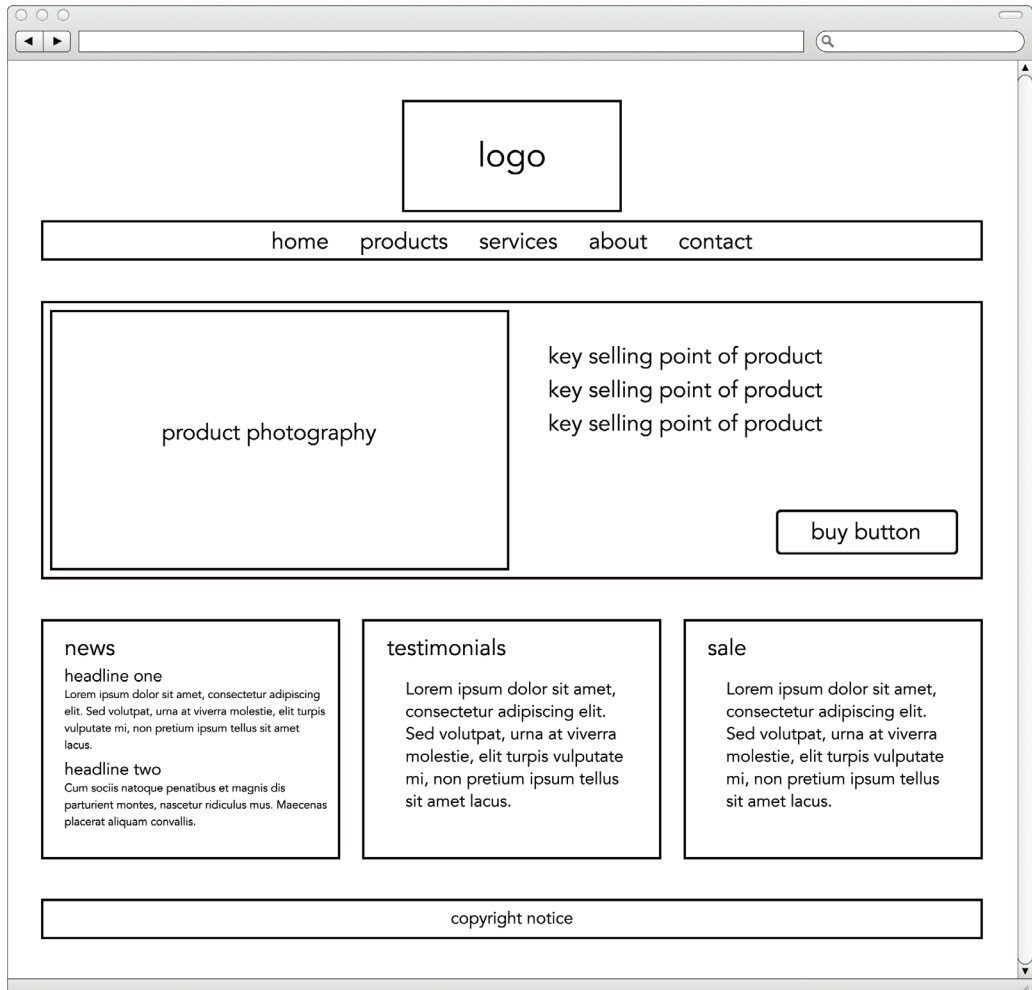 logo
home products services about contact
product photography
key selling point of product
key selling point of product
key selling point of product
buy button
news
headline one
Lorem ipsum dolor sit amet, consectetur adipiscing
elit. Sed volutpat, urna at viverra molestie, elit turpis
vulputate mi, non pretium ipsum tellus sit amet
lacus.
headline two
Cum sociis natoque penatibus et magnis dis
parturient montes, nascetur ridiculus mus. Maecenas
placerat aliquam convallis.
testimonials
Lorem ipsum dolor sit amet,
consectetur adipiscing elit.
Sed volutpat, urna at viverra
molestie, elit turpis vulputate
mi, non pretium ipsum tellus
sit amet lacus.
sale
Lorem ipsum dolor sit amet,
consectetur adipiscing elit.
Sed volutpat, urna at viverra
molestie, elit turpis vulputate
mi, non pretium ipsum tellus
sit amet lacus.
copyright notice